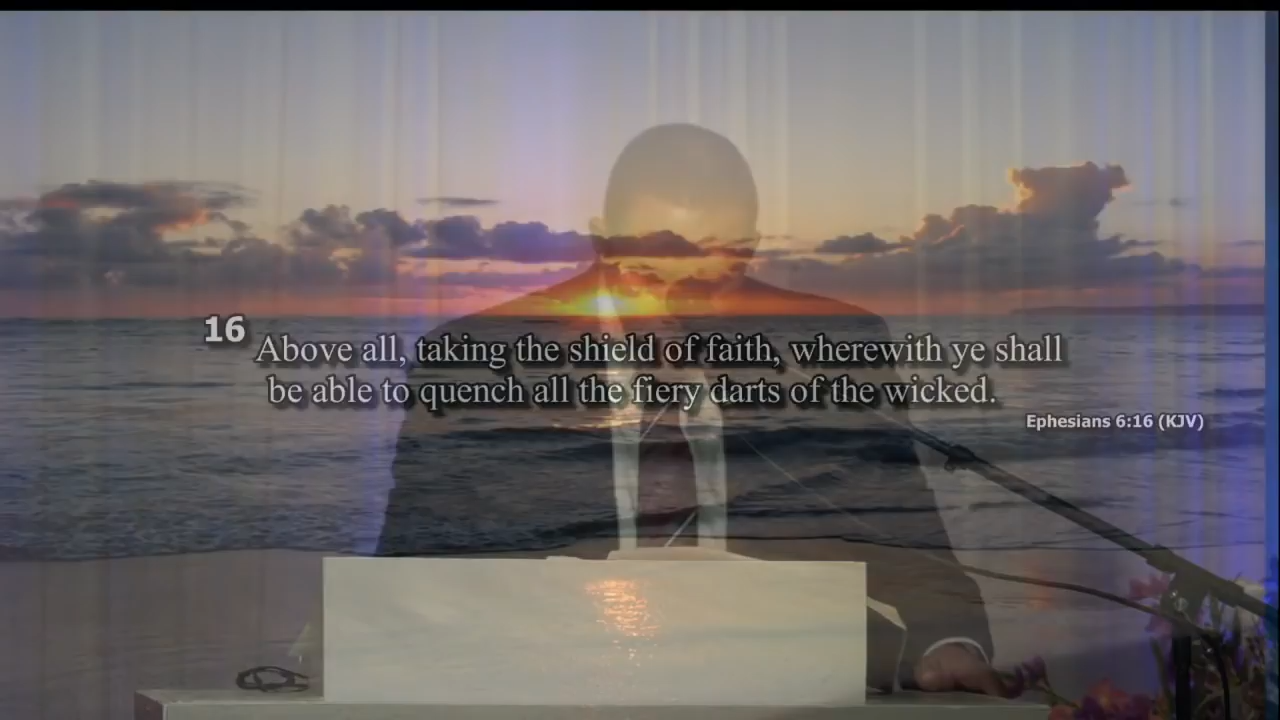 16 Above all, taking the shield of faith, wherewith ye shall
be able to quench all the fiery darts of the wicked.
Ephesians 6:16 (KJV)